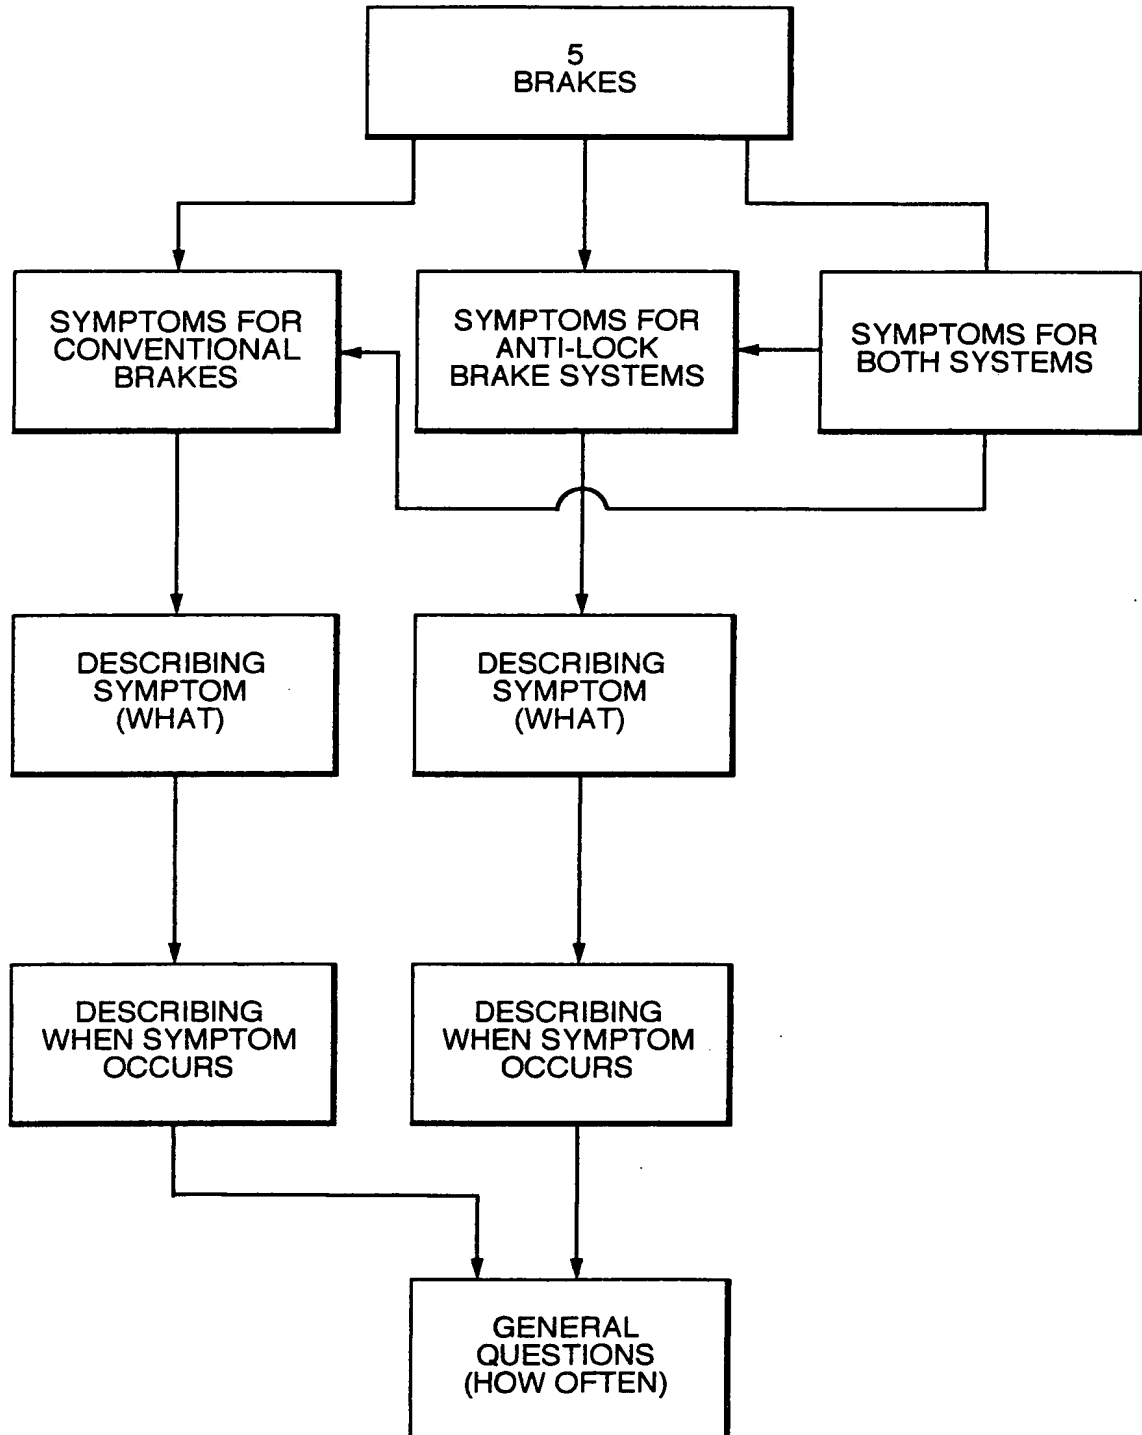 5
BRAKES
SYMPTOMS FOR
CONVENTIONAL
BRAKES
SYMPTOMS FOR
ANTI-LOCK
BRAKE SYSTEMS
SYMPTOMS FOR
BOTH SYSTEMS
DESCRIBING
SYMPTOM
(WHAT)
DESCRIBING
SYMPTOM
(WHAT)
DESCRIBING
WHEN SYMPTOM
OCCURS
DESCRIBING
WHEN SYMPTOM
OCCURS
GENERAL
QUESTIONS
(HOW OFTEN)